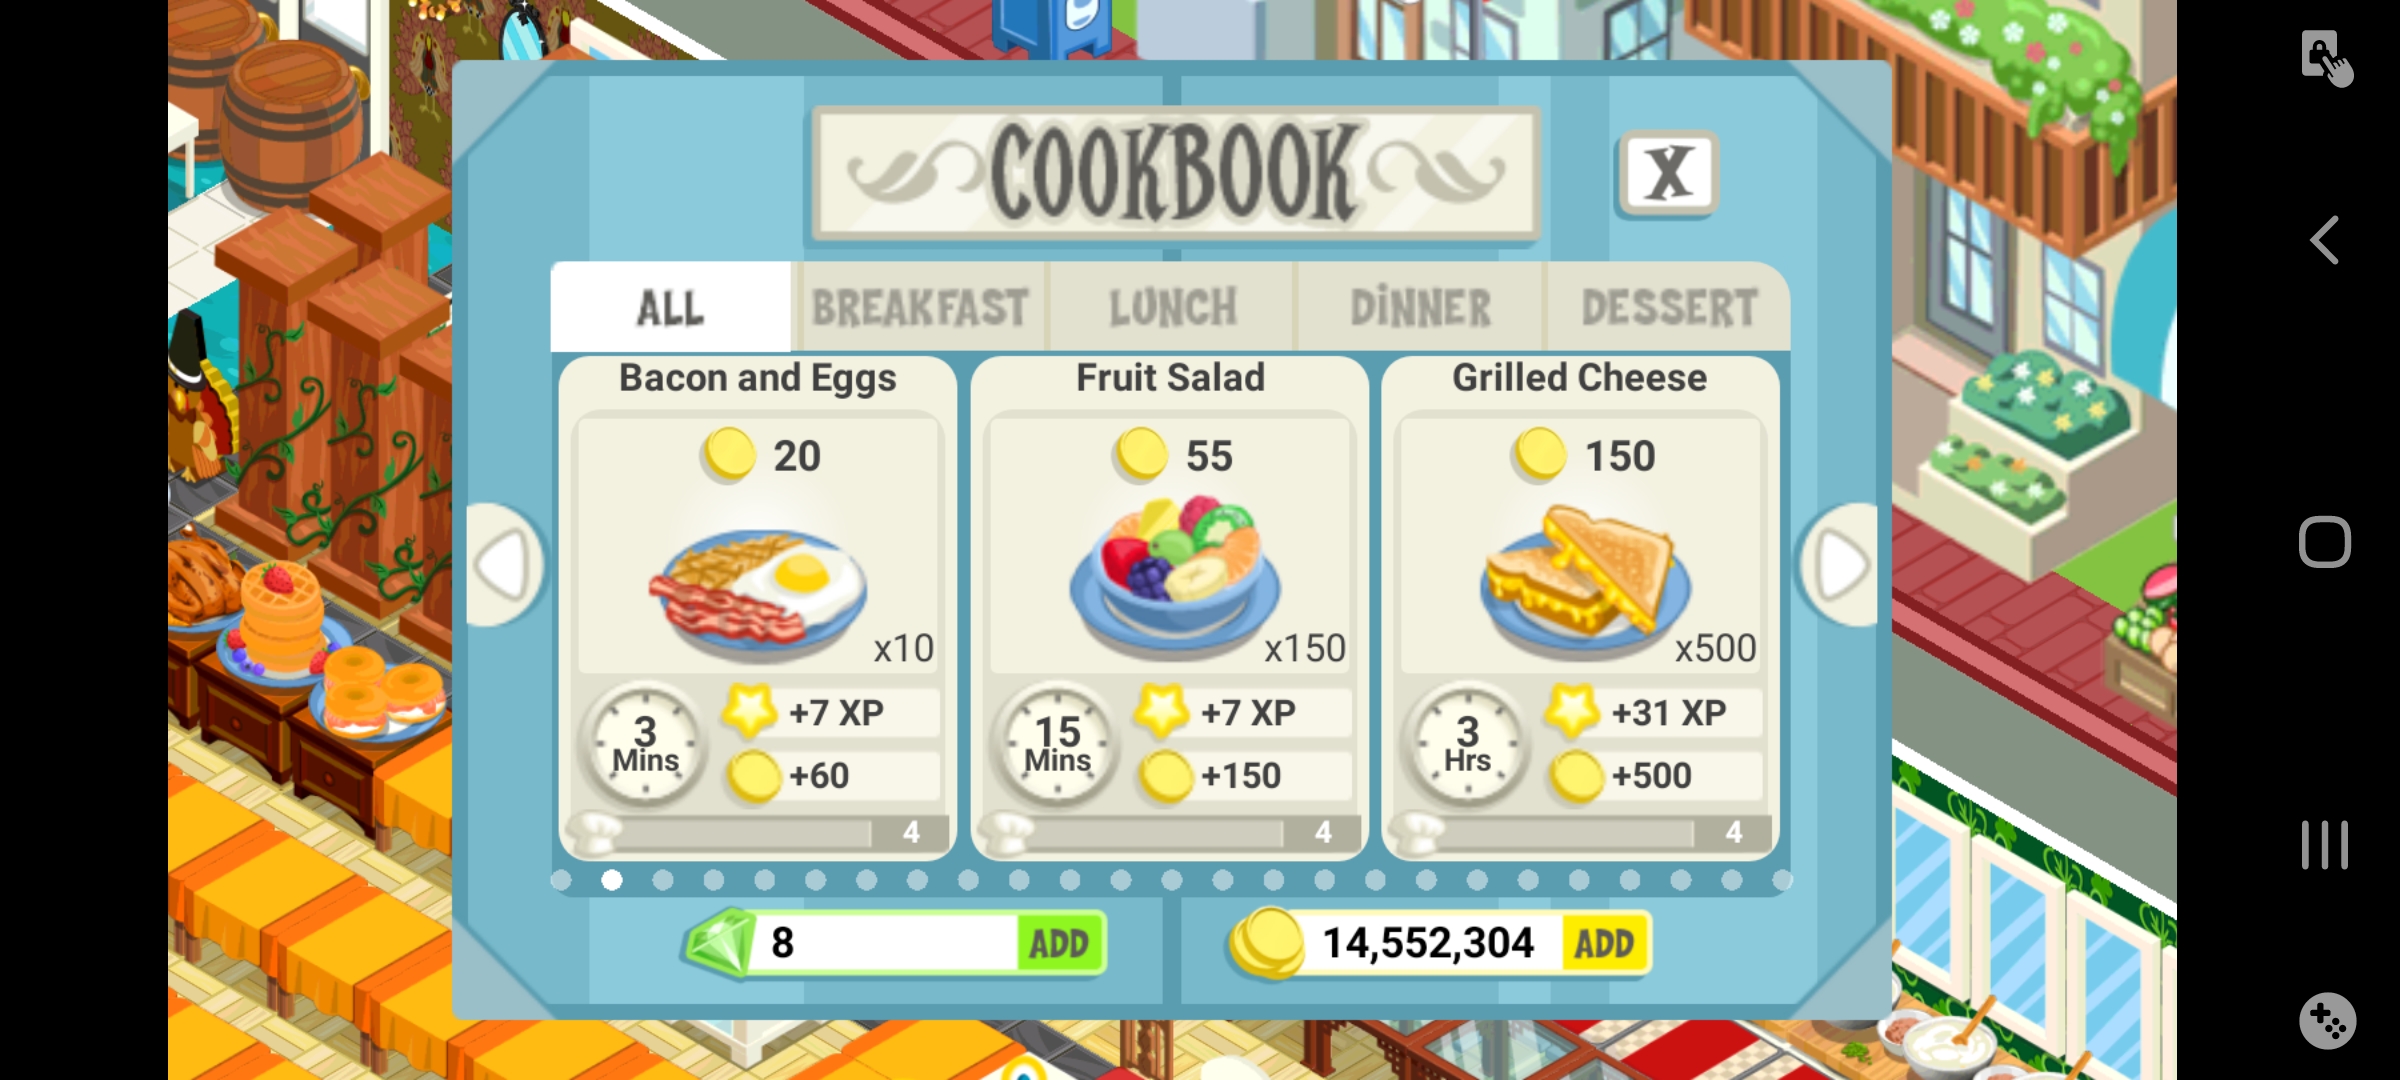 COOKBOOK
X
ALL
BREAKFAST
LUNCH
DINNER
DESSERT
Bacon and Eggs
20
x10
3
Mins
+7 XP
+60
4
Fruit Salad
55
x150
15
Mins
+7 XP
+150
4
Grilled Cheese
150
x500
3
Hrs
+31 XP
+500
4
8
ADD
14,552,304
ADD